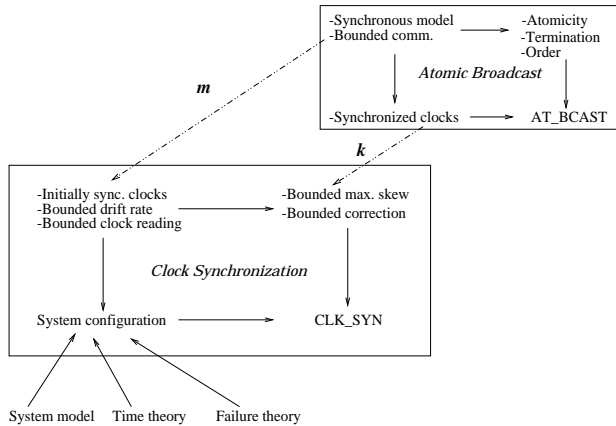 -Synchronous model
-Bounded comm.
-Atomicity
-Termination
-Order
Atomic Broadcast
m
-Synchronized clocks
AT_BCAST
k
-Initially sync. clocks
-Bounded drift rate
-Bounded clock reading
-Bounded max. skew
-Bounded correction
Clock Synchronization
System configuration
CLK_SYN
System model
Time theory
Failure theory